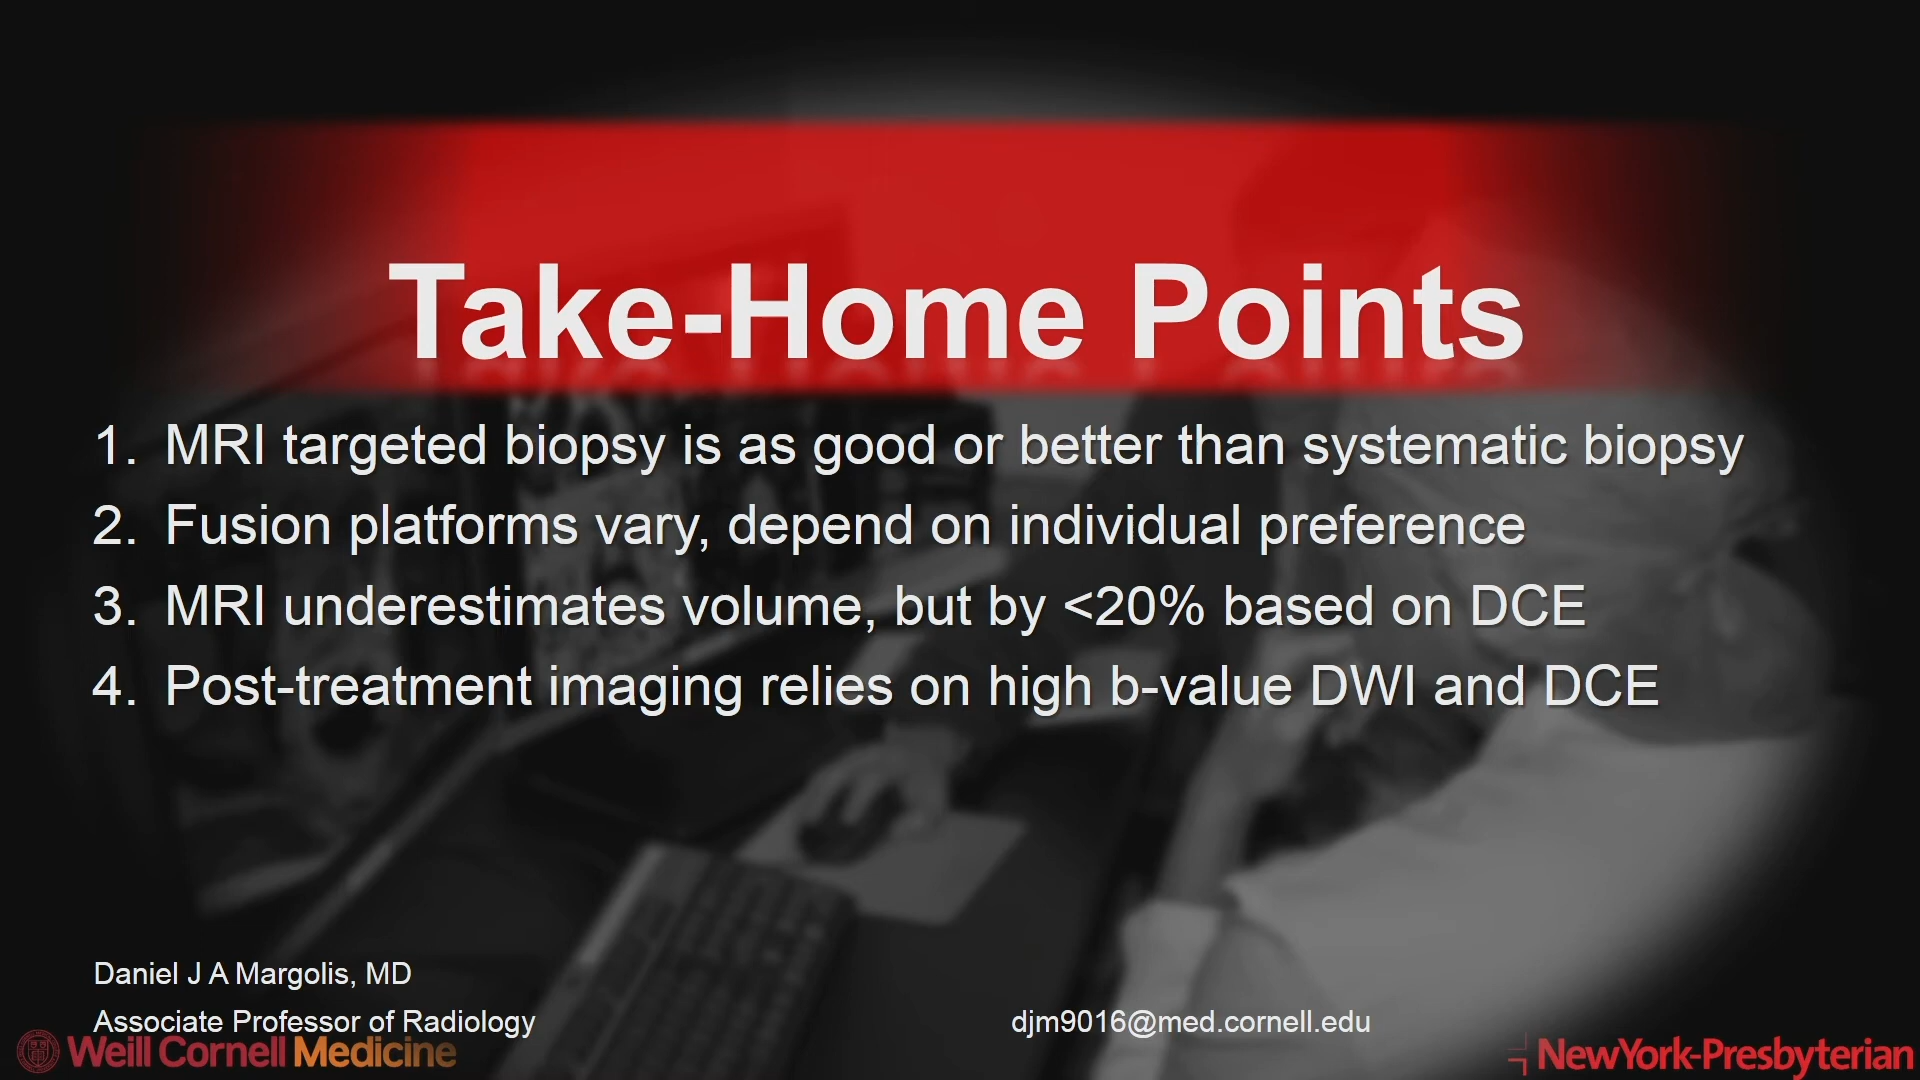 Take-Home Points
1. MRI targeted biopsy is as good or better than systematic biopsy
2. Fusion platforms vary, depend on individual preference
3. MRI underestimates volume, but by <20% based on DCE
4. Post-treatment imaging relies on high b-value DWI and DCE
Daniel J A Margolis, MD
Associate Professor of Radiology
djm9016@med.cornell.edu
Weill Cornell Medicine
NewYork-Presbyterian